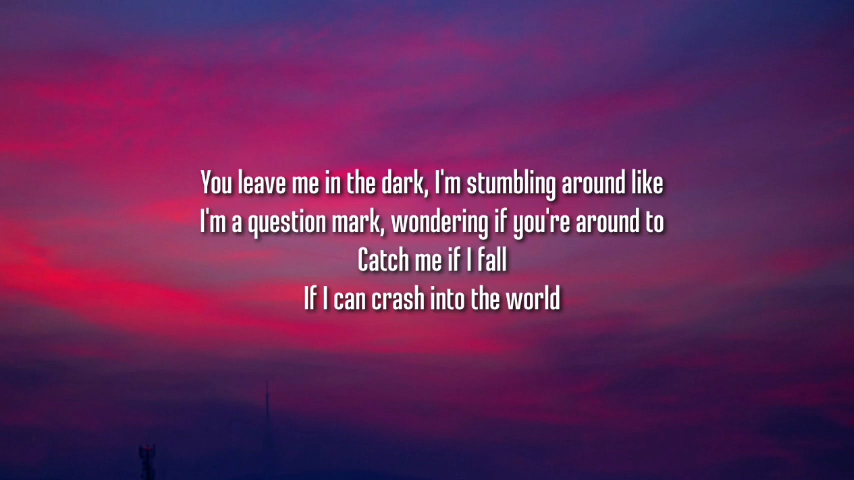 You leave me in the dark, I'm stumbling around like
I'm a question mark, wondering if you're around to
Catch me if I fall
If I can crash into the world